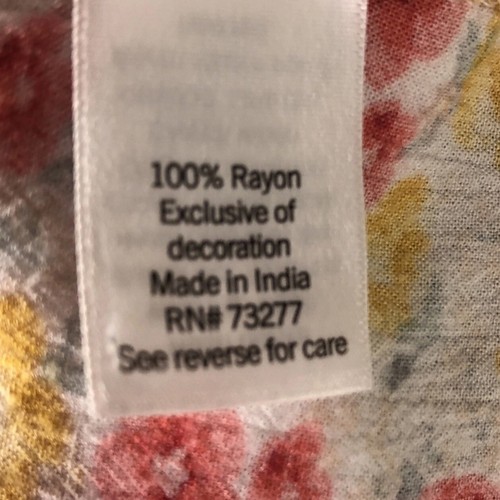 100% Rayon
Exclusive of
decoration
Made in India
RN# 73277
See reverse for care